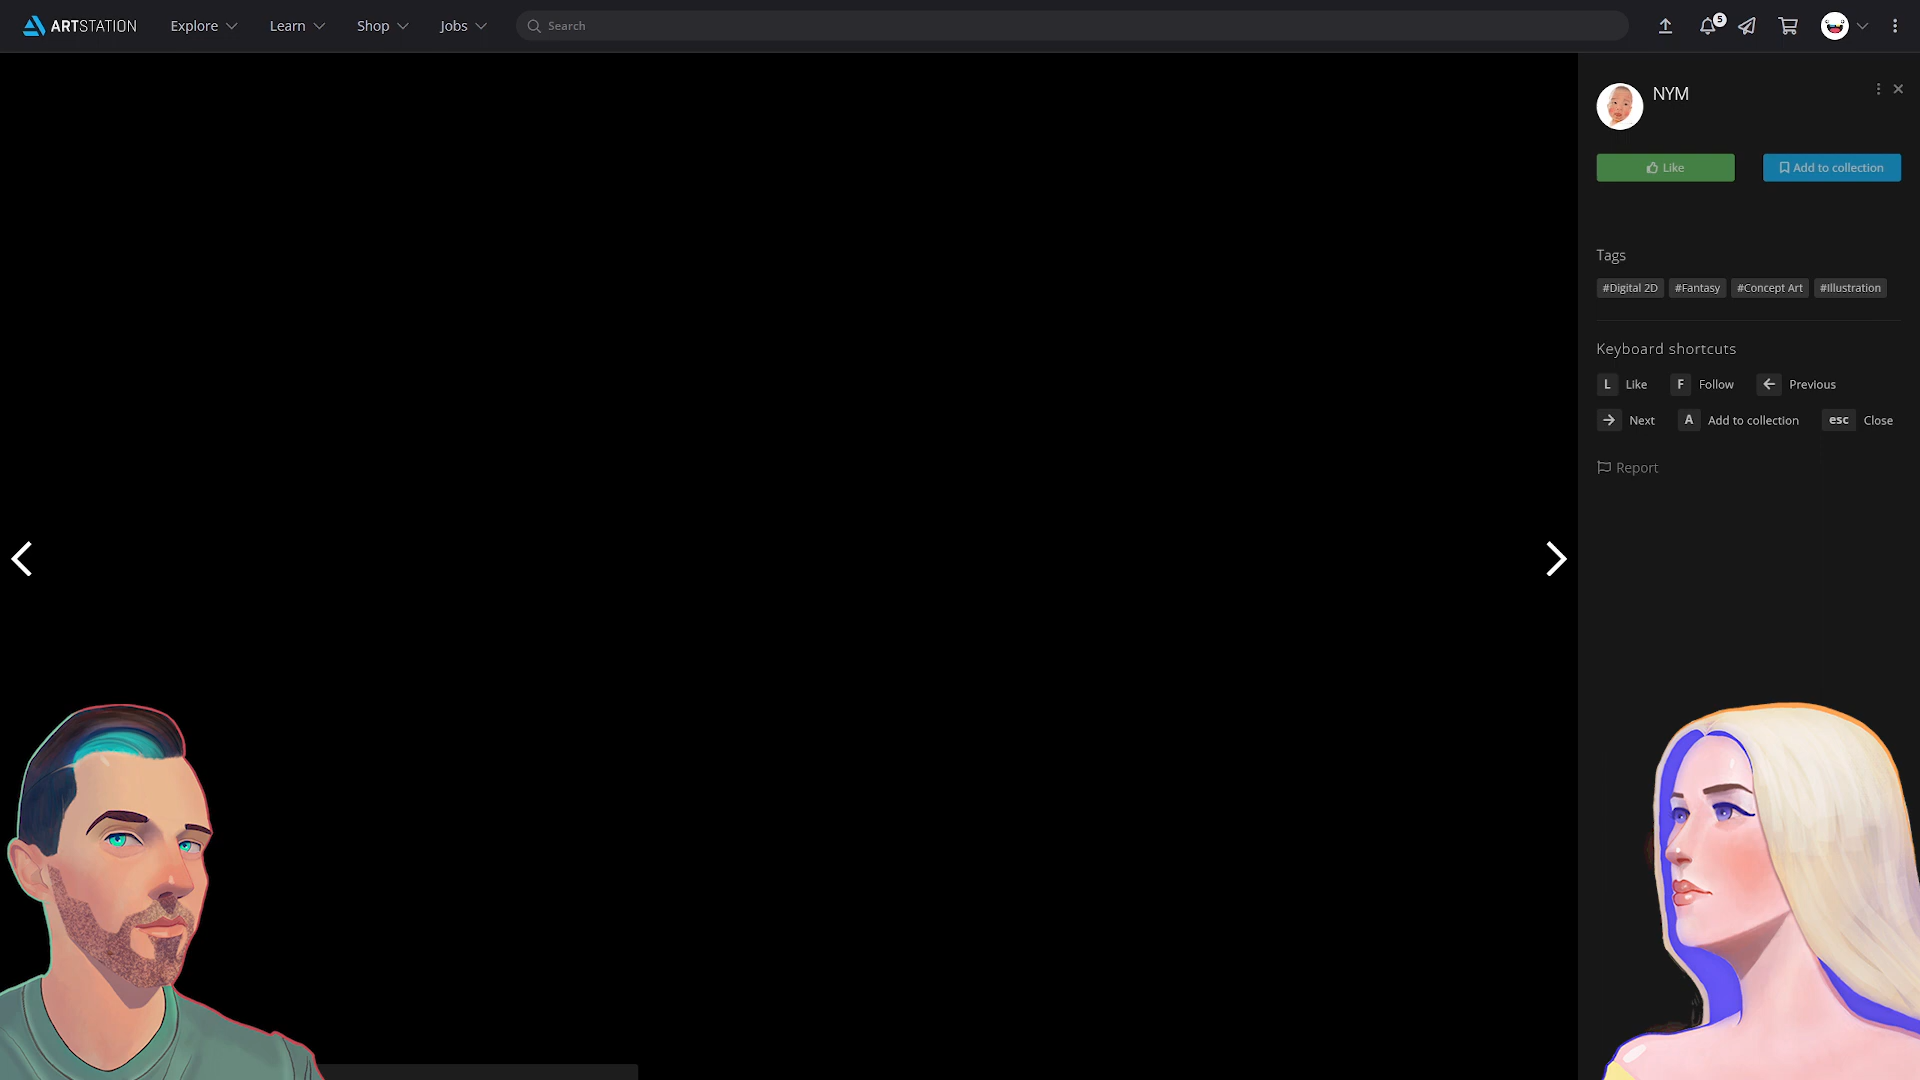 ARTSTATION Explore Learn Shop Jobs Search 5
NYM
Like Add to collection
Tags
#Digital 2D #Fantasy #Concept Art #Illustration
Keyboard shortcuts
L Like F Follow ← Previous
→ Next A Add to collection esc Close
Report